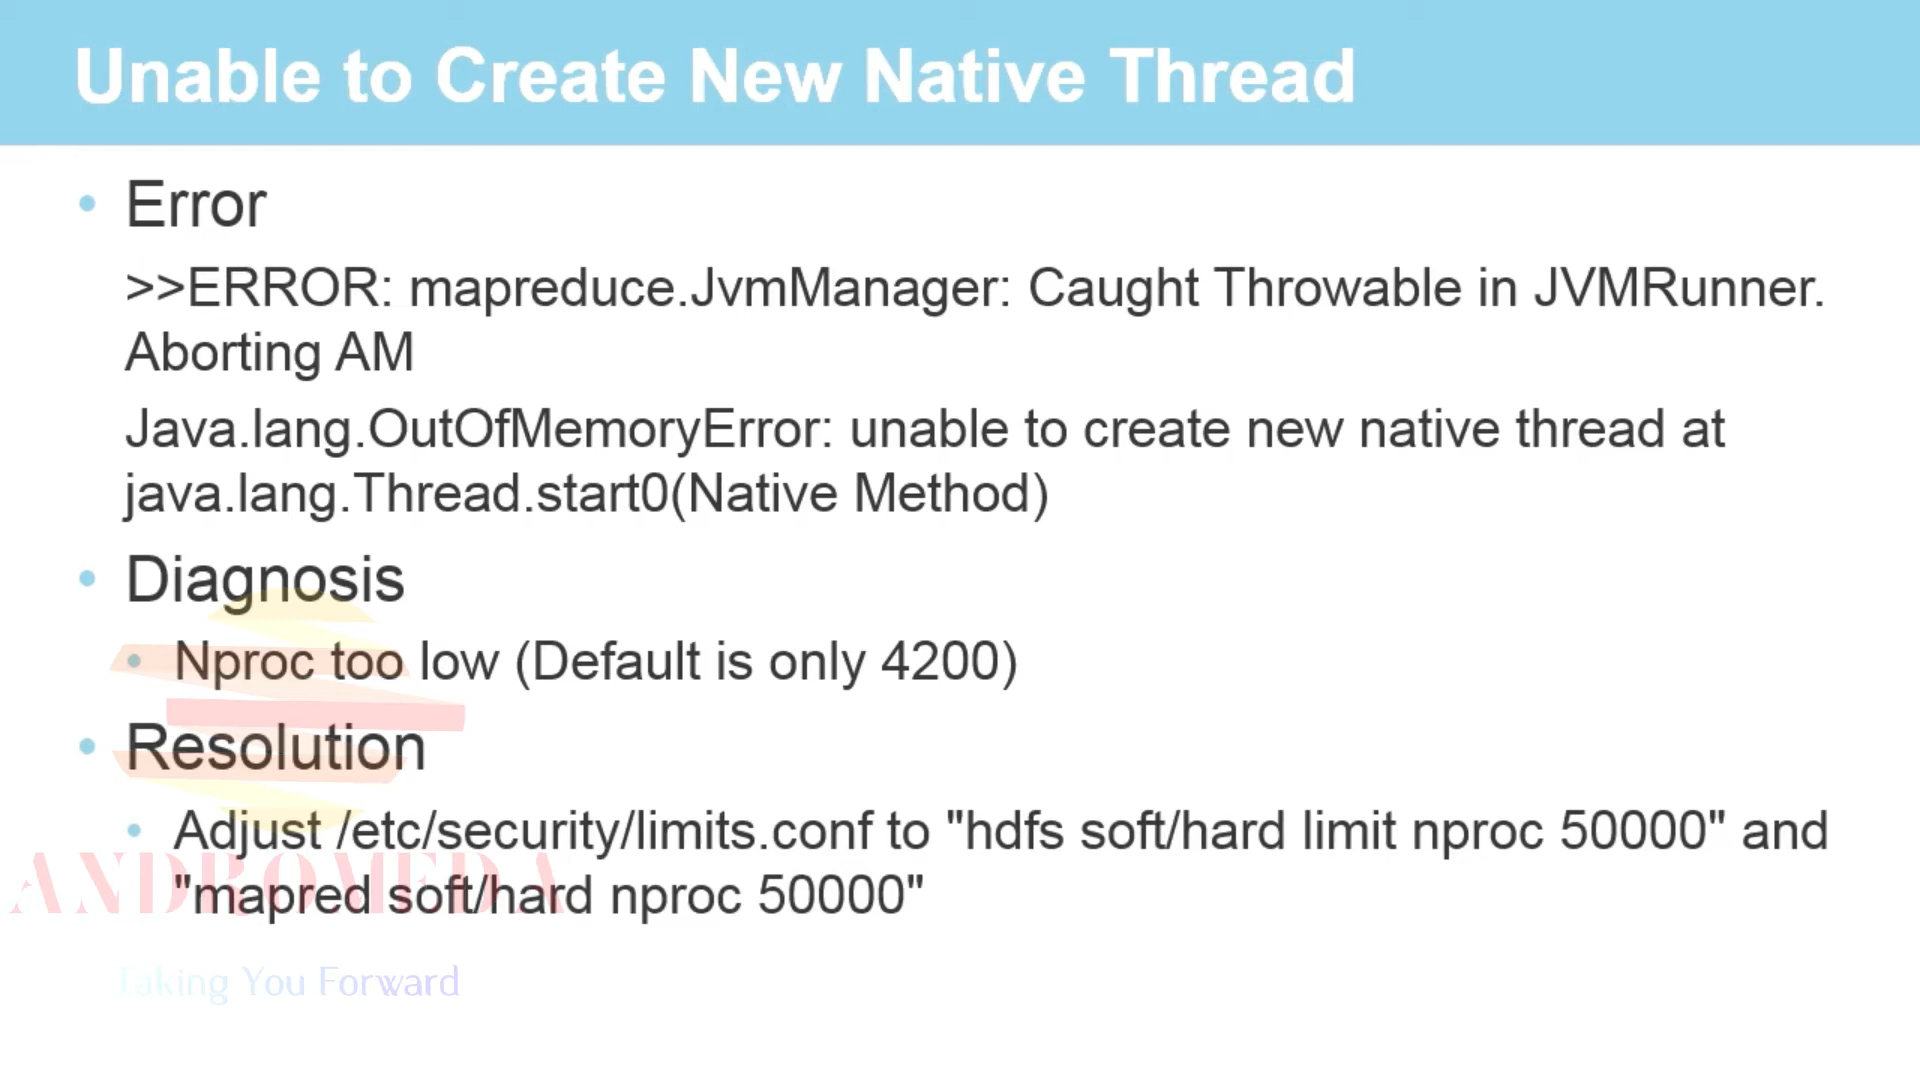 Unable to Create New Native Thread
• Error
>>ERROR: mapreduce.JvmManager: Caught Throwable in JVMRunner.
Aborting AM
Java.lang.OutOfMemoryError: unable to create new native thread at
java.lang.Thread.start0(Native Method)
• Diagnosis
• Nproc too low (Default is only 4200)
• Resolution
• Adjust /etc/security/limits.conf to "hdfs soft/hard limit nproc 50000" and
"mapred soft/hard nproc 50000"
ANDROMEDA
Taking You Forward